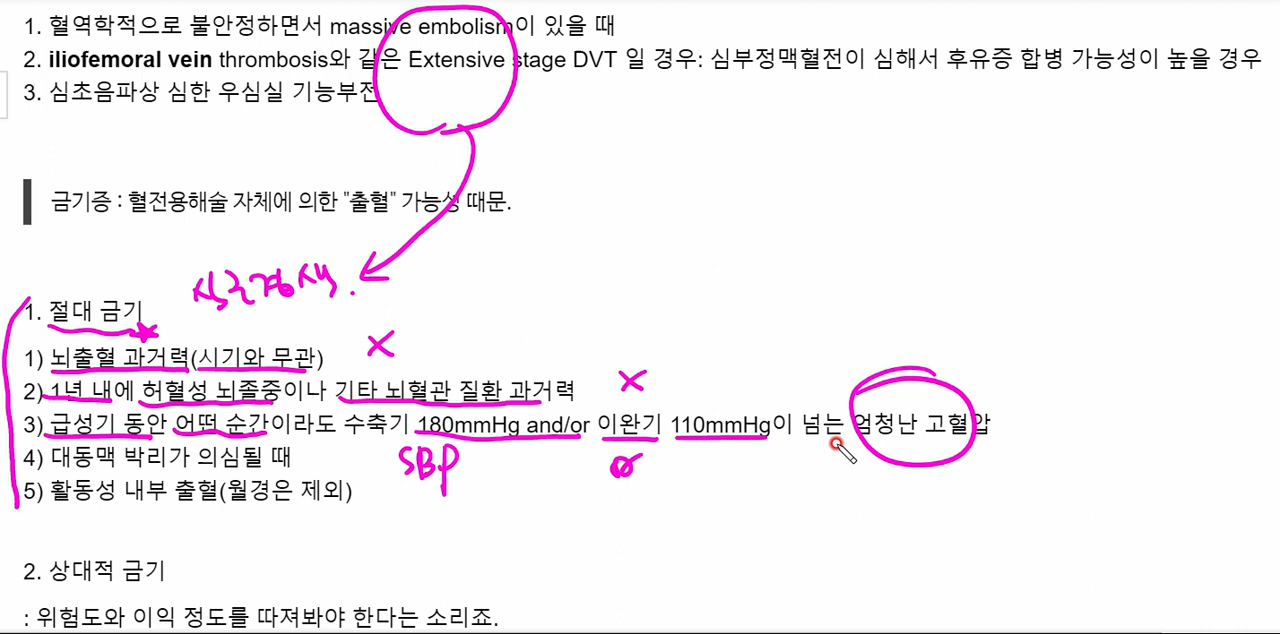 1. 혈역학적으로 불안정하면서 massive embolism이 있을 때
2. iliofemoral vein thrombosis와 같은 Extensive stage DVT 일 경우: 심부정맥혈전이 심해서 후유증 합병 가능성이 높을 경우
3. 심초음파상 심한 우심실 기능부전
금기증 : 혈전용해술 자체에 의한 "출혈" 가능성 때문.
1. 절대 금기
1) 뇌출혈 과거력(시기와 무관)
2) 1년 내에 허혈성 뇌졸중이나 기타 뇌혈관 질환 과거력
3) 급성기 동안 어떤 순간이라도 수축기 180mmHg and/or 이완기 110mmHg이 넘는 엄청난 고혈압
SBP
4) 대동맥 박리가 의심될 때
5) 활동성 내부 출혈(월경은 제외)
2. 상대적 금기
: 위험도와 이익 정도를 따져봐야 한다는 소리죠.